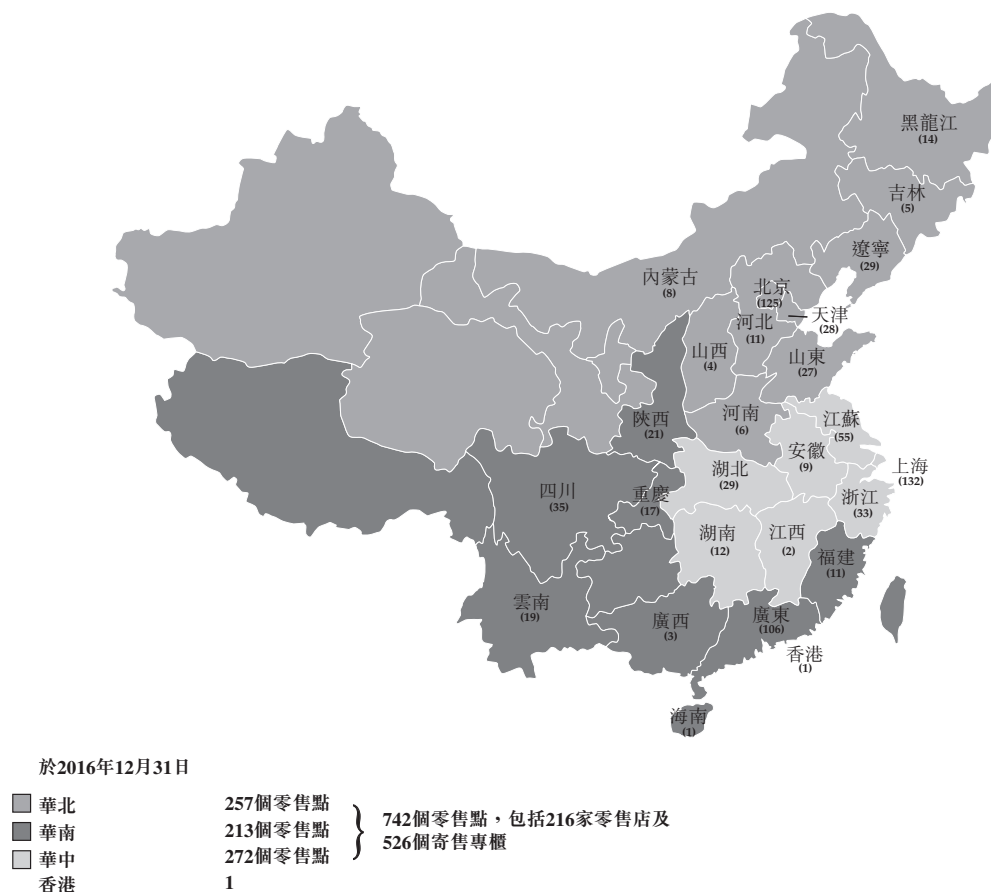 黑龍江
(14)
吉林
(5)
遼寧
(29)
內蒙古
(8)
北京
(125)
天津
(28)
河北
(11)
山西
(4)
山東
(27)
陝西
(21)
河南
(6)
江蘇
(55)
安徽
(9)
上海
(132)
湖北
(29)
四川
(35)
重慶
(17)
浙江
(33)
湖南
(12)
江西
(2)
福建
(11)
雲南
(19)
廣西
(3)
廣東
(106)
香港
(1)
海南
(1)
於2016年12月31日
華北 257個零售點
華南 213個零售點
華中 272個零售點
742個零售點，包括216家零售店及
526個寄售專櫃
香港 1